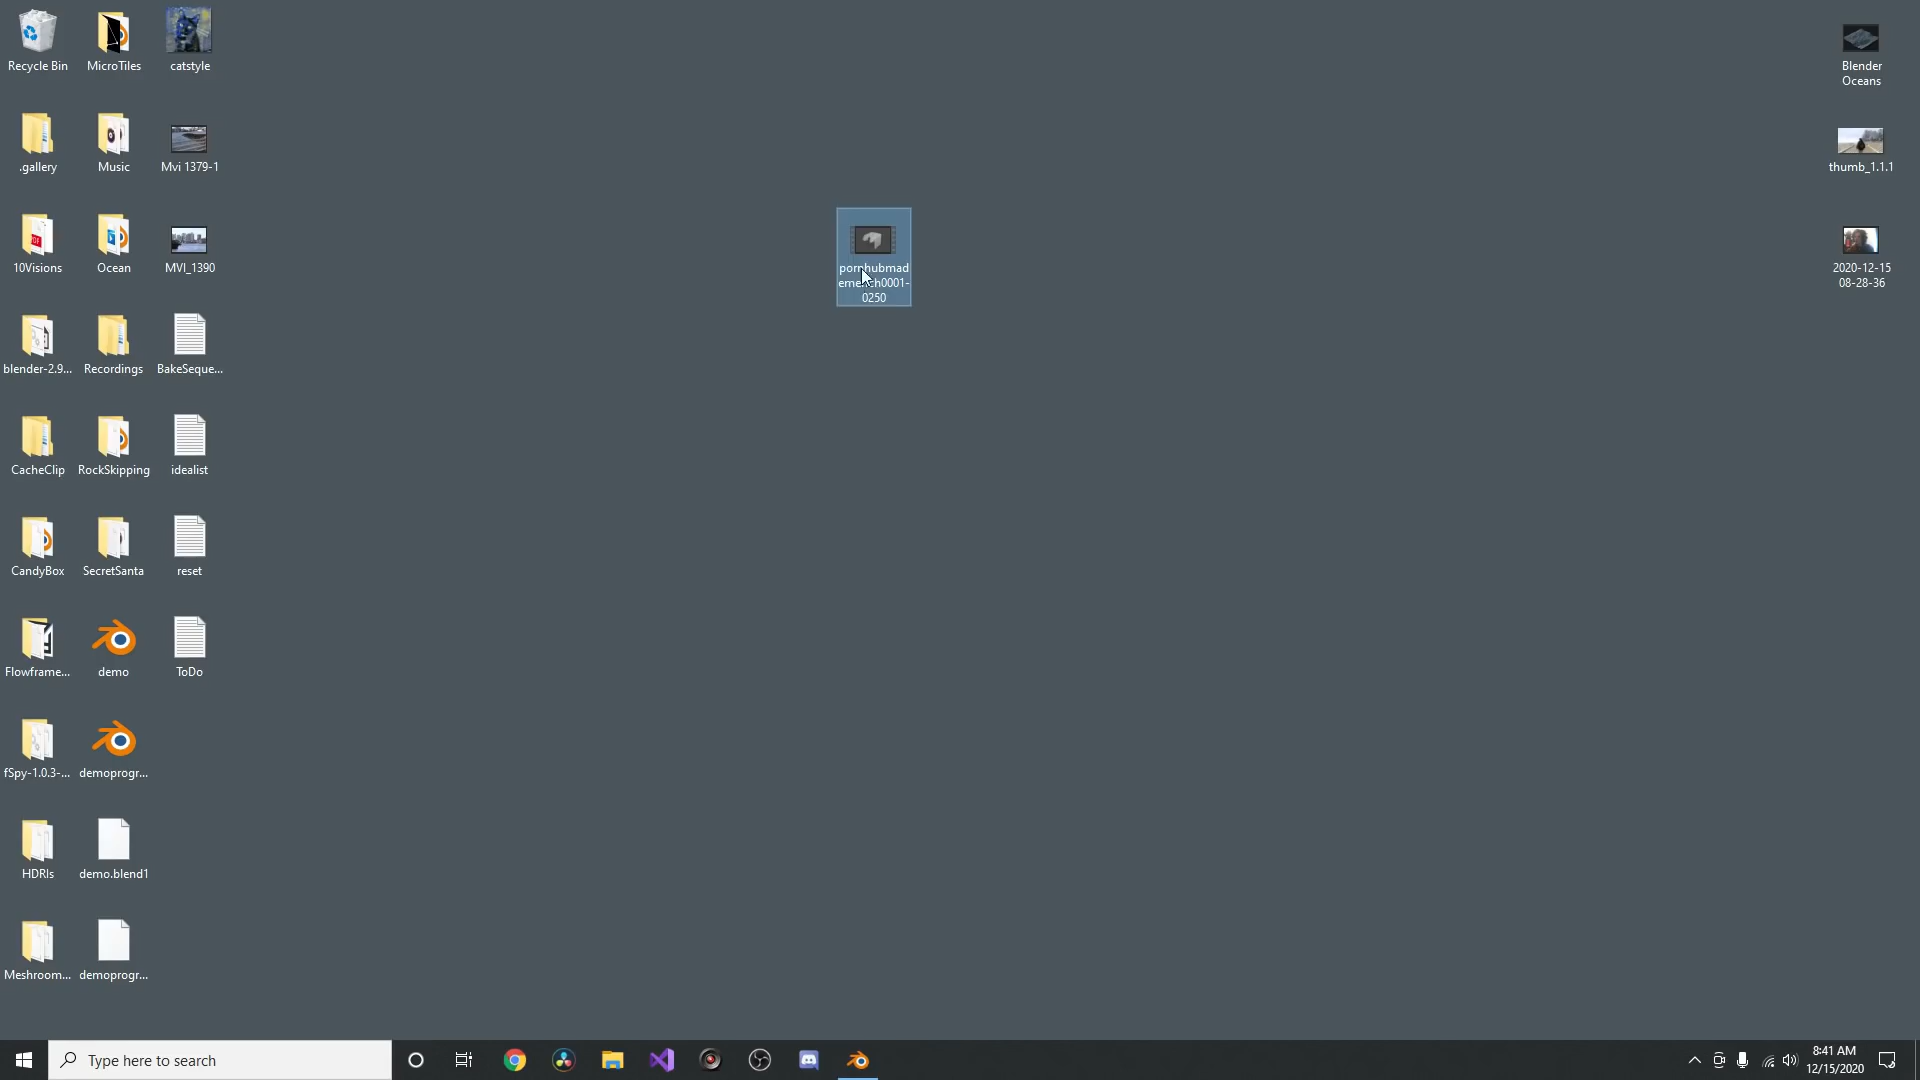 Recycle Bin
MicroTiles
catstyle
Blender
Oceans
.gallery
Music
Mvi 1379-1
thumb_1.1.1
10Visions
Ocean
MVI_1390
pornhubmad
0250
2020-12-15
08-28-36
blender-2.9...
Recordings
BakeSeque...
CacheClip
RockSkipping
idealist
CandyBox
SecretSanta
reset
Flowframe...
demo
ToDo
fSpy-1.0.3-...
demoprogr...
HDRIs
demo.blend1
Meshroom...
demoprogr...
Type here to search
8:41 AM
12/15/2020